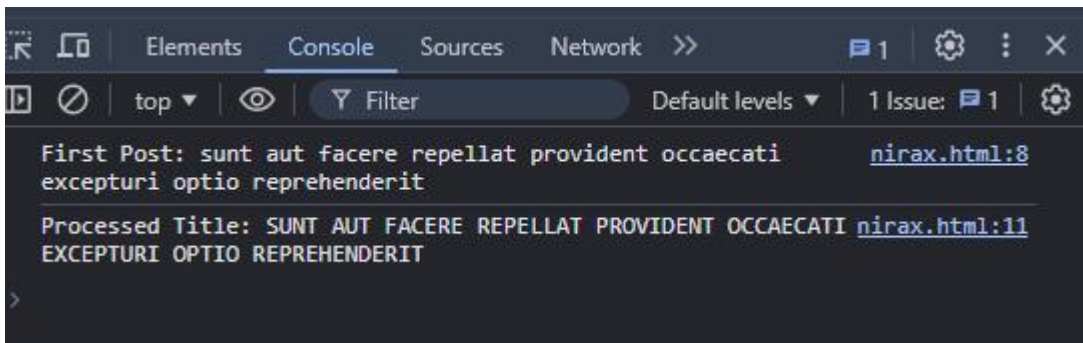 Elements Console Sources Network >> 1
top ▼ Filter Default levels ▼ 1 Issue: 1
First Post: sunt aut facere repellat provident occaecati nirax.html:8
excepturi optio reprehenderit
Processed Title: SUNT AUT FACERE REPELLAT PROVIDENT OCCAECATI nirax.html:11
EXCEPTURI OPTIO REPREHENDERIT
>